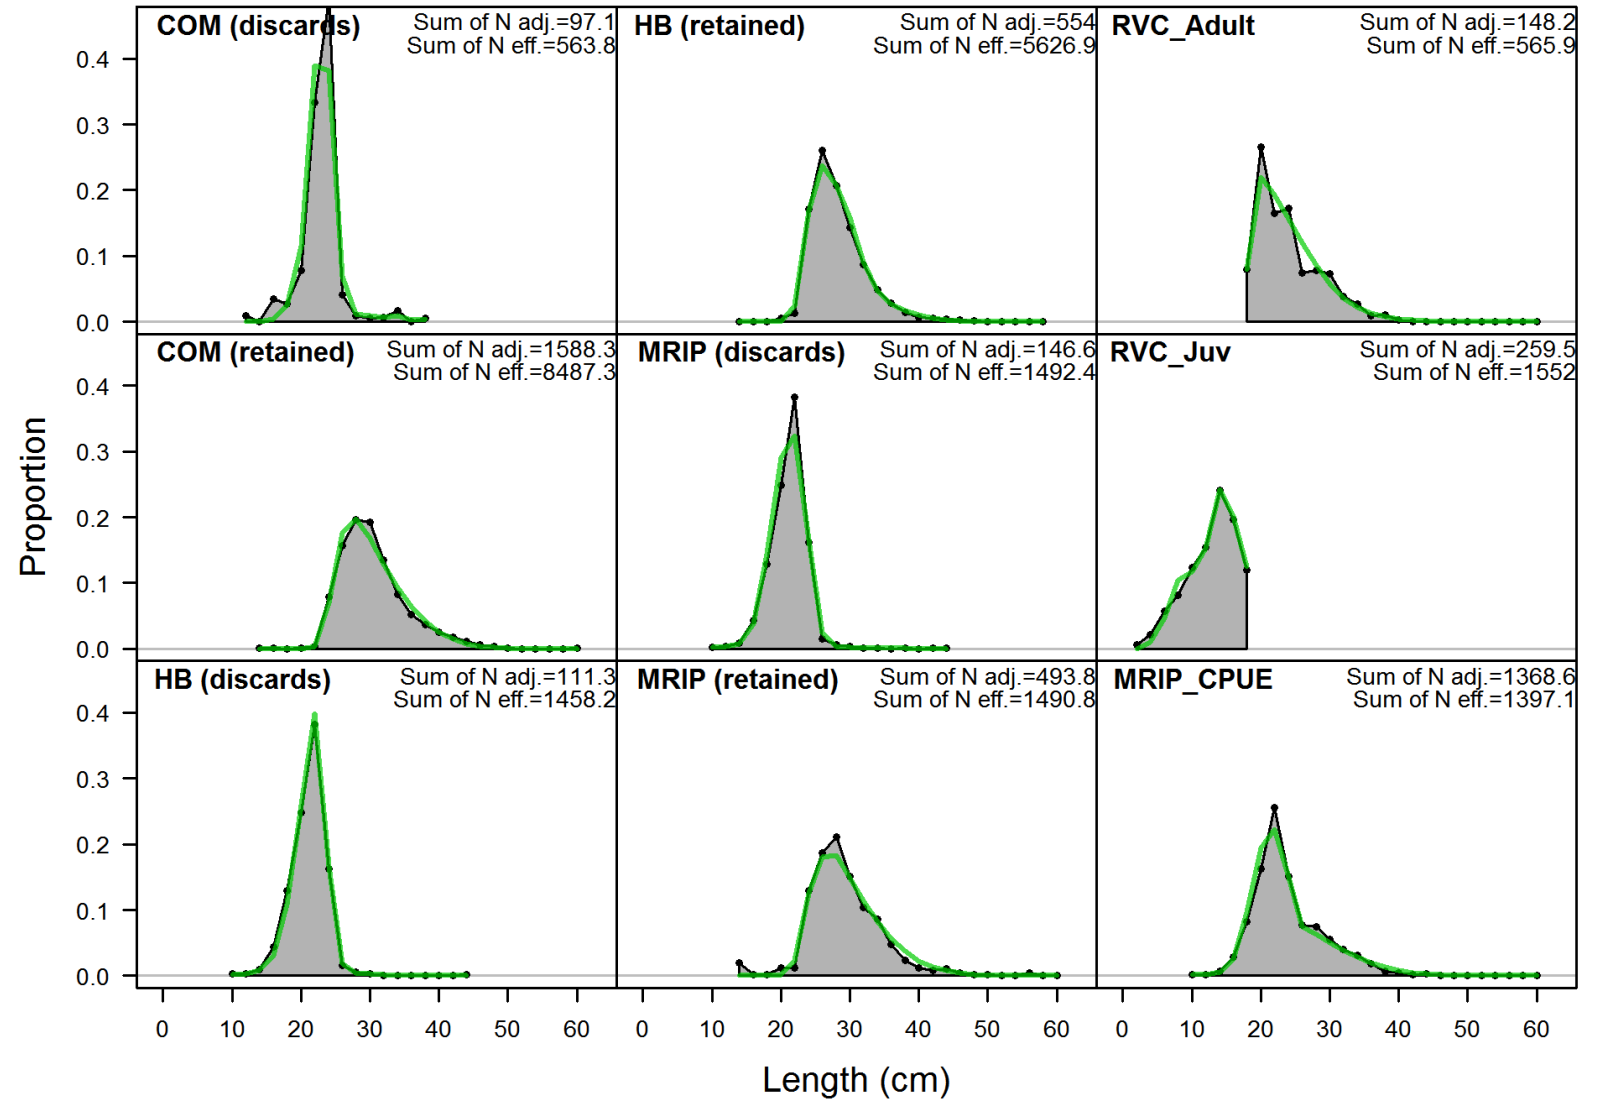 COM (discards)
Sum of N adj.=97.1
Sum of N eff.=563.8
HB (retained)
Sum of N adj.=554
Sum of N eff.=5626.9
RVC_Adult
Sum of N adj.=148.2
Sum of N eff.=565.9
0.4
0.3
0.2
0.1
0.0
COM (retained)
Sum of N adj.=1588.3
Sum of N eff.=8487.3
MRIP (discards)
Sum of N adj.=146.6
Sum of N eff.=1492.4
RVC_Juv
Sum of N adj.=259.5
Sum of N eff.=1552
0.4
0.3
0.2
0.1
0.0
HB (discards)
Sum of N adj.=111.3
Sum of N eff.=1458.2
MRIP (retained)
Sum of N adj.=493.8
Sum of N eff.=1490.8
MRIP_CPUE
Sum of N adj.=1368.6
Sum of N eff.=1397.1
0.4
0.3
0.2
0.1
0.0
0 10 20 30 40 50 60
0 10 20 30 40 50 60
0 10 20 30 40 50 60
Proportion
Length (cm)